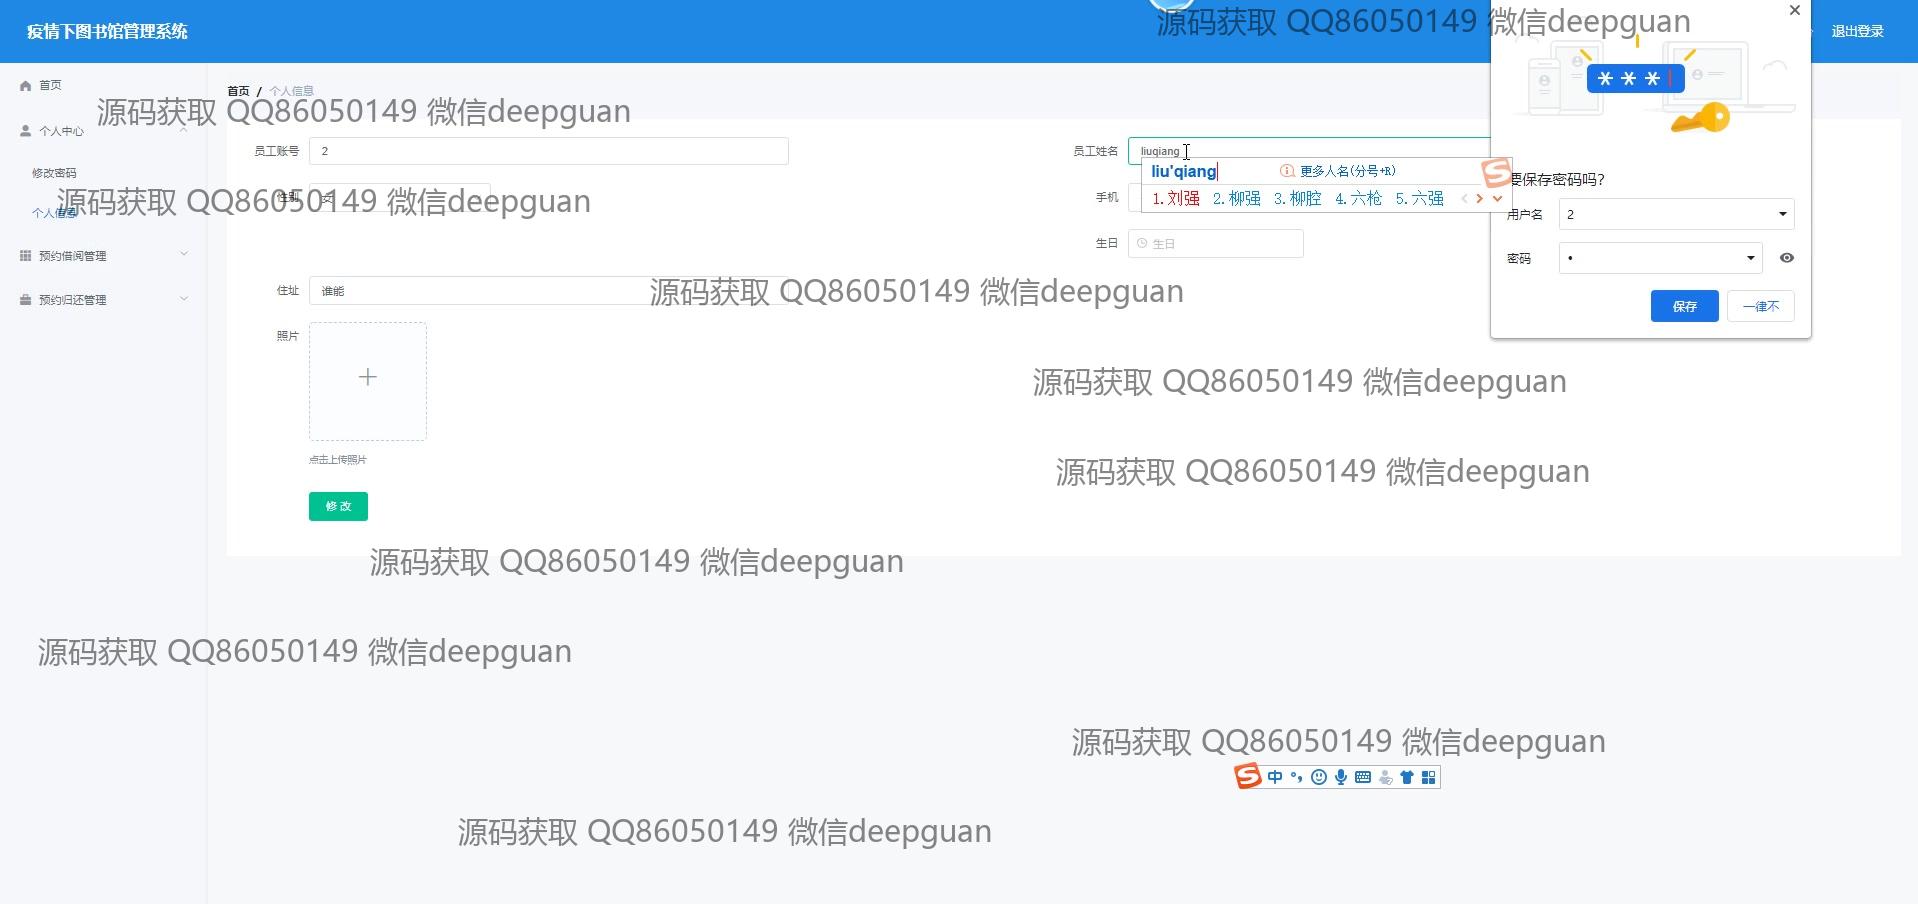 疫情下图书馆管理系统
源码获取 QQ86050149 微信deepguan
退出登录
首页
个人中心
修改密码
个人信息
预约借阅管理
预约归还管理
首页 / 个人信息
源码获取 QQ86050149 微信deepguan
员工账号 2
员工姓名 liuqiang
liu'qiang 更多人名(分号+R)
1.刘强 2.柳强 3.柳腔 4.六枪 5.六强
源码获取 QQ86050149 微信deepguan
性别 女
手机
生日 生日
住址 谁能
源码获取 QQ86050149 微信deepguan
照片
点击上传照片
修改
***
要保存密码吗?
用户名 2
密码 •
保存 一律不
源码获取 QQ86050149 微信deepguan
源码获取 QQ86050149 微信deepguan
源码获取 QQ86050149 微信deepguan
源码获取 QQ86050149 微信deepguan
源码获取 QQ86050149 微信deepguan
中
源码获取 QQ86050149 微信deepguan